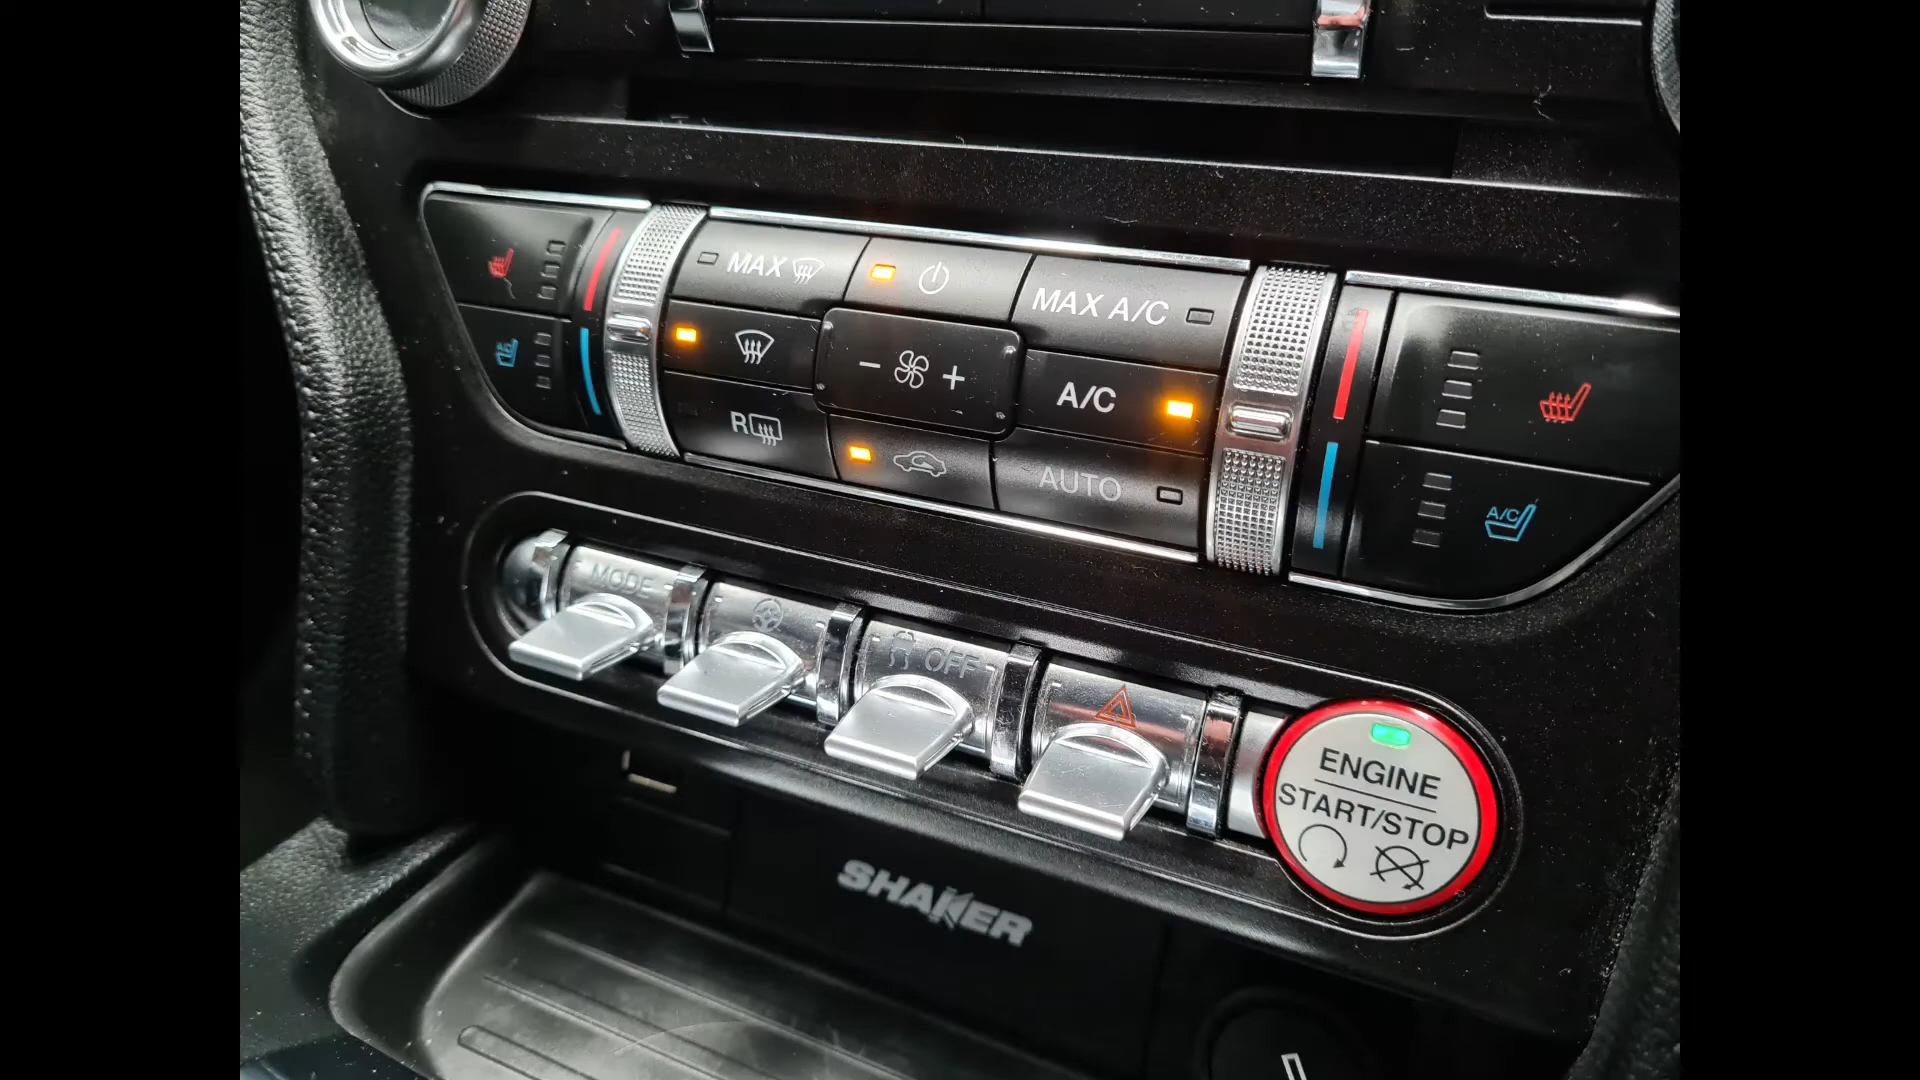 MAX
MAX A/C
A/C
R
AUTO
A/C
MODE
OFF
ENGINE
START/STOP
SHAKER